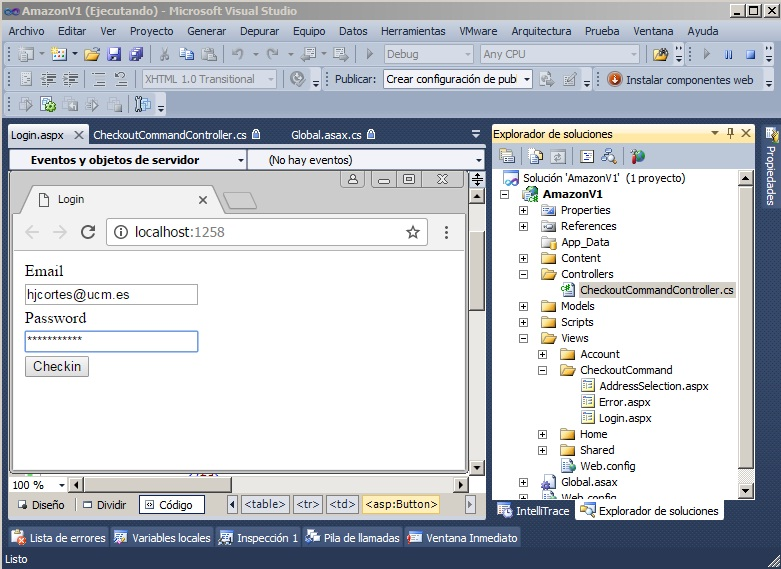 AmazonV1 (Ejecutando) - Microsoft Visual Studio
Archivo Editar Ver Proyecto Generar Depurar Equipo Datos Herramientas VMware Arquitectura Prueba Ventana Ayuda
Debug Any CPU
XHTML 1.0 Transitional Publicar: Crear configuración de pub Instalar componentes web
Login.aspx CheckoutCommandController.cs Global.asax.cs
Eventos y objetos de servidor (No hay eventos)
Login
localhost:1258
Email
hjcortes@ucm.es
Password
***********
Checkin
100 %
Diseño Dividir Código <table> <tr> <td> <asp:Button>
Explorador de soluciones
Solución 'AmazonV1' (1 proyecto)
AmazonV1
Properties
References
App_Data
Content
Controllers
CheckoutCommandController.cs
Models
Scripts
Views
Account
CheckoutCommand
AddressSelection.aspx
Error.aspx
Login.aspx
Home
Shared
Web.config
Global.asax
Web.config
IntelliTrace Explorador de soluciones
Propiedades
Lista de errores Variables locales Inspección 1 Pila de llamadas Ventana Inmediato
Listo